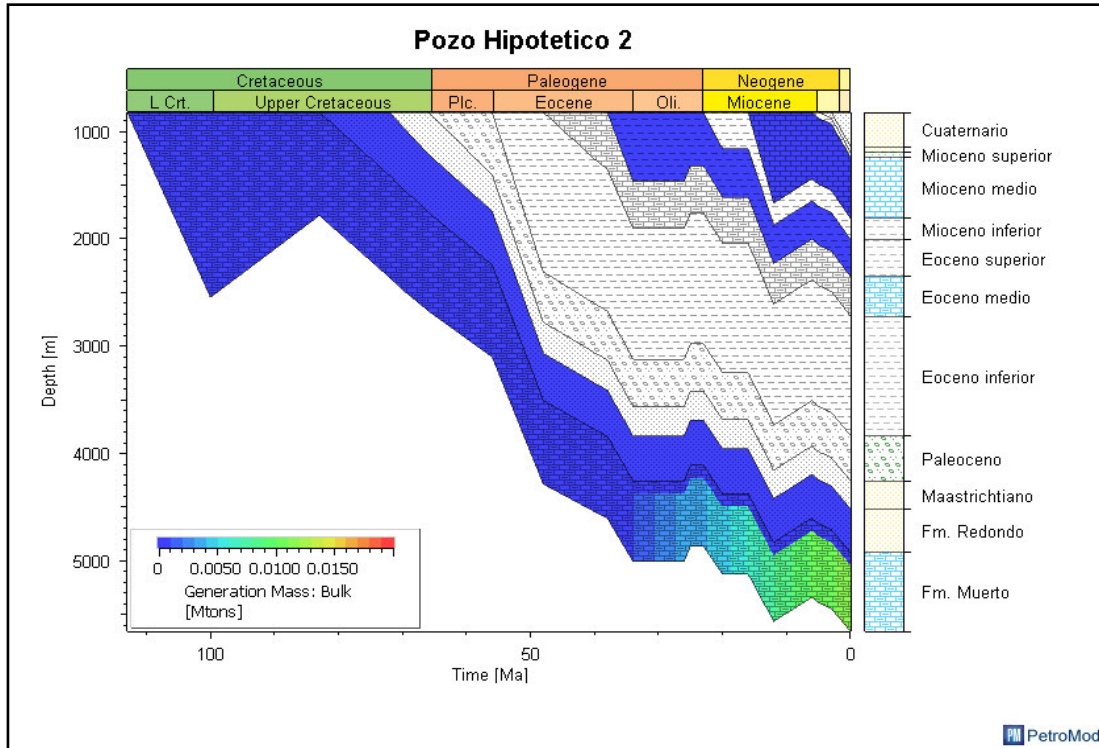 Pozo Hipotetico 2
Cretaceous Paleogene Neogene
L Crt. Upper Cretaceous Plc. Eocene Oli. Miocene
Depth [m]
1000
2000
3000
4000
5000
Cuaternario
Mioceno superior
Mioceno medio
Mioceno inferior
Eoceno superior
Eoceno medio
Eoceno inferior
Paleoceno
Maastrichtiano
Fm. Redondo
Fm. Muerto
0 0.0050 0.0100 0.0150
Generation Mass: Bulk
[Mtons]
100 50 0
Time [Ma]
PM PetroMod